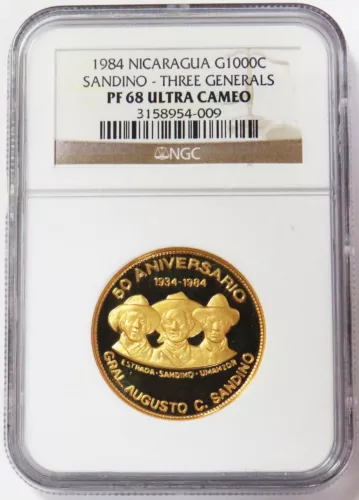 1984 NICARAGUA G1000C
SANDINO - THREE GENERALS
PF 68 ULTRA CAMEO
3158954-009
NGC
50 ANIVERSARIO
1934-1984
ESTRADA - SANDINO - UMANZOR
GRAL. AUGUSTO C. SANDINO